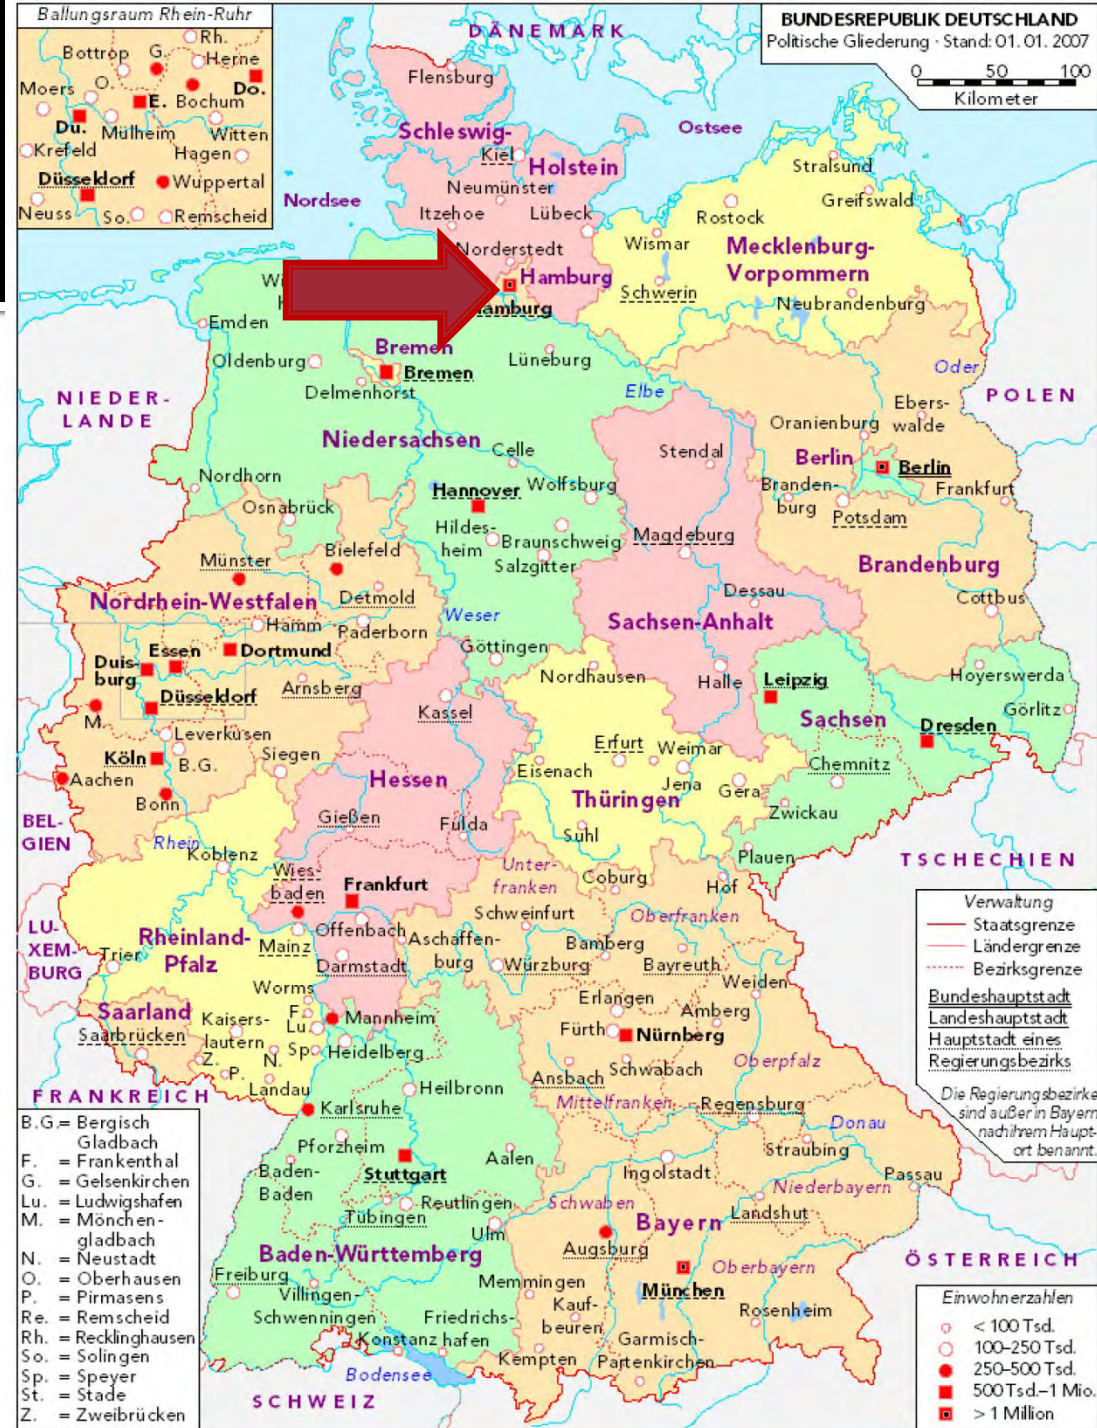 Ballungsraum Rhein-Ruhr
Bottrop
G.
Rh.
Herne
Moers
O.
E.
Bochum
Do.
Du.
Mülheim
Witten
Krefeld
Hagen
Düsseldorf
Wuppertal
Neuss
So.
Remscheid
BUNDESREPUBLIK DEUTSCHLAND
Politische Gliederung · Stand: 01. 01. 2007
0 50 100
Kilometer
DÄNEMARK
Flensburg
Schleswig-
Holstein
Kiel
Ostsee
Nordsee
Neumünster
Itzehoe
Lübeck
Norderstedt
Stralsund
Greifswald
Rostock
Wismar
Mecklenburg-
Vorpommern
Schwerin
Neubrandenburg
Hamburg
Emden
Oldenburg
Bremen
Bremen
Delmenhorst
Lüneburg
Elbe
Oder
NIEDER-
LANDE
POLEN
Niedersachsen
Celle
Nordhorn
Hannover
Wolfsburg
Osnabrück
Hildes-
heim
Braunschweig
Salzgitter
Stendal
Magdeburg
Oranienburg
Ebers-
walde
Berlin
Berlin
Branden-
burg
Potsdam
Frankfurt
Brandenburg
Cottbus
Münster
Bielefeld
Detmold
Nordrhein-Westfalen
Hamm
Paderborn
Weser
Göttingen
Dessau
Sachsen-Anhalt
Essen
Dortmund
Duis-
burg
Düsseldorf
Arnsberg
M.
Kassel
Nordhausen
Halle
Leipzig
Hoyerswerda
Görlitz
Sachsen
Dresden
Leverkusen
Köln
B.G.
Siegen
Aachen
Bonn
Hessen
Erfurt
Weimar
Eisenach
Jena
Gera
Thüringen
Chemnitz
Zwickau
Gießen
Fulda
Suhl
Plauen
BEL-
GIEN
Rhein
Koblenz
TSCHECHIEN
Wies-
baden
Frankfurt
Unter-
franken
Coburg
Hof
Schweinfurt
Oberfranken
LU-
XEM-
BURG
Rheinland-
Pfalz
Mainz
Offenbach
Aschaffen-
burg
Bamberg
Trier
Darmstadt
Würzburg
Bayreuth
Weiden
Worms
Erlangen
Amberg
Saarland
Saarbrücken
Kaisers-
lautern
F.
Lu.
Mannheim
Fürth
Nürnberg
Z.
P.
N.
Sp.
Heidelberg
Schwabach
Oberpfalz
Landau
Ansbach
Mittelfranken
FRANKREICH
Heilbronn
Karlsruhe
Regensburg
Donau
Pforzheim
Straubing
Baden-
Baden
Stuttgart
Aalen
Ingolstadt
Passau
Niederbayern
Tübingen
Reutlingen
Schwaben
Landshut
Ulm
Bayern
Augsburg
Baden-Württemberg
ÖSTERREICH
Freiburg
Villingen-
Schwenningen
Memmingen
München
Oberbayern
Kauf-
beuren
Rosenheim
Friedrichs-
hafen
Konstanz
Kempten
Garmisch-
Partenkirchen
Bodensee
SCHWEIZ
Verwaltung
Staatsgrenze
Ländergrenze
Bezirksgrenze
Bundeshauptstadt
Landeshauptstadt
Hauptstadt eines
Regierungsbezirks
Die Regierungsbezirke
sind außer in Bayern
nach ihrem Haupt-
ort benannt.
B.G.= Bergisch
Gladbach
F. = Frankenthal
G. = Gelsenkirchen
Lu. = Ludwigshafen
M. = Mönchen-
gladbach
N. = Neustadt
O. = Oberhausen
P. = Pirmasens
Re. = Remscheid
Rh. = Recklinghausen
So. = Solingen
Sp. = Speyer
St. = Stade
Z. = Zweibrücken
Einwohnerzahlen
< 100 Tsd.
100–250 Tsd.
250–500 Tsd.
500 Tsd.–1 Mio.
> 1 Million